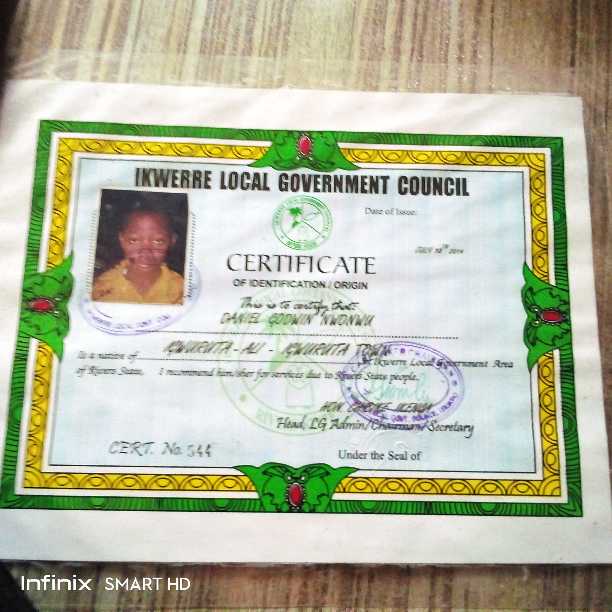 IKWERRE LOCAL GOVERNMENT COUNCIL
Date of Issue:
JULY 10TH 2014
CERTIFICATE
OF IDENTIFICATION / ORIGIN
This is to certify that:
DANIEL GODWIN NWONWU
is a native of IGWURUTA - ALI - IGWURUTA TOWN in Ikwerre Local Government Area
of Rivers State. I recommend him/her for services due to Rivers State people.
HON.
Head, LG Admin/Chairman/Secretary
CERT. No. 544
Under the Seal of
Infinix SMART HD